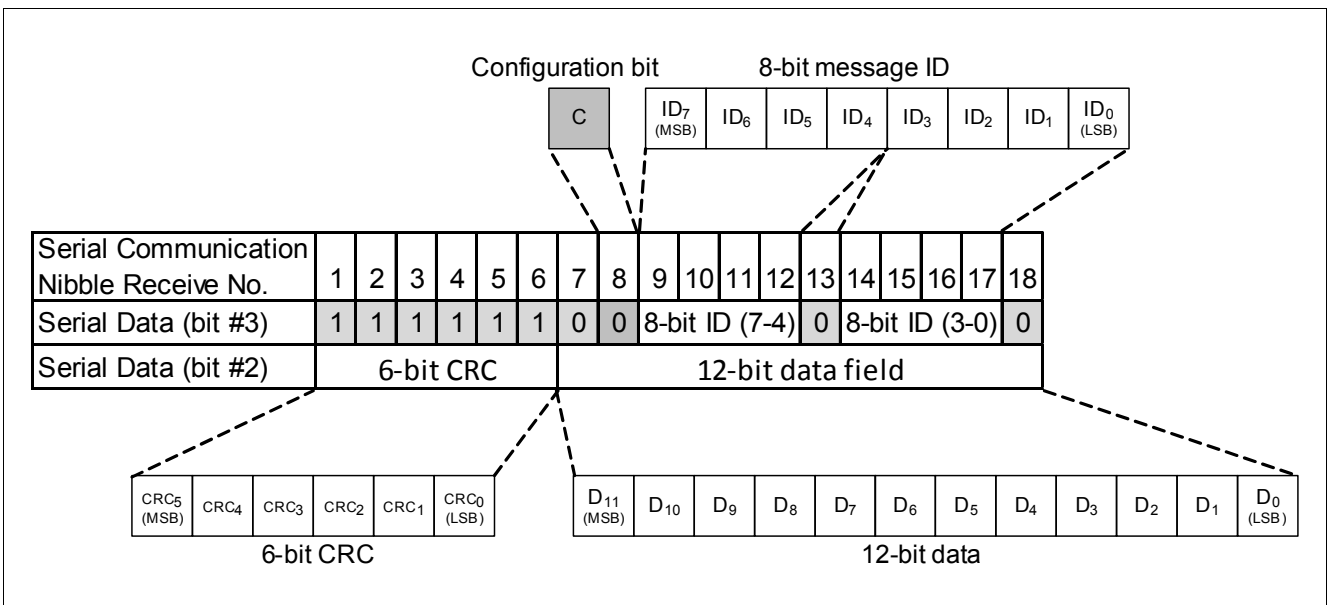 Configuration bit 8-bit message ID
C ID7 (MSB) ID6 ID5 ID4 ID3 ID2 ID1 ID0 (LSB)
Serial Communication
Nibble Receive No. 1 2 3 4 5 6 7 8 9 10 11 12 13 14 15 16 17 18
Serial Data (bit #3) 1 1 1 1 1 1 0 0 8-bit ID (7-4) 0 8-bit ID (3-0) 0
Serial Data (bit #2) 6-bit CRC 12-bit data field
CRC5 (MSB) CRC4 CRC3 CRC2 CRC1 CRC0 (LSB) D11 (MSB) D10 D9 D8 D7 D6 D5 D4 D3 D2 D1 D0 (LSB)
6-bit CRC 12-bit data